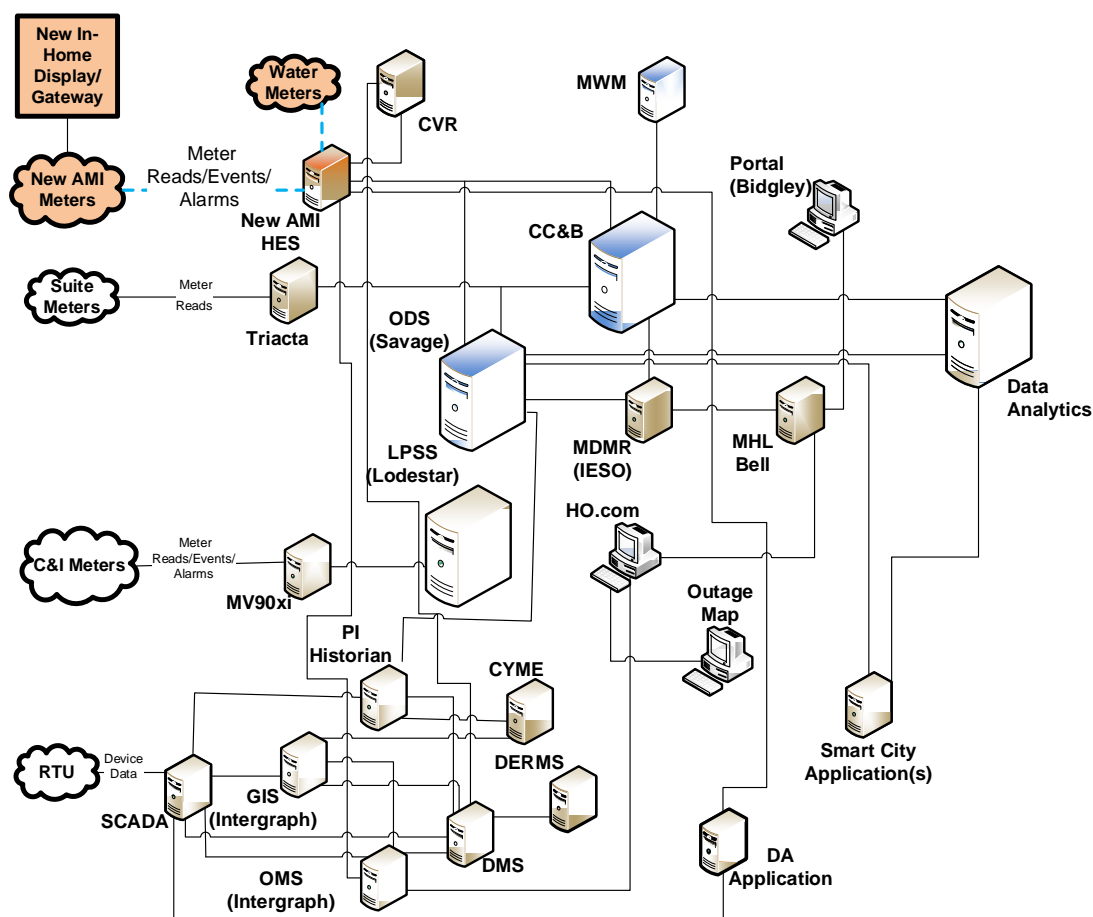 New In-
Home
Display/
Gateway
Water
Meters
CVR
MWM
New AMI
Meters
Meter
Reads/Events/
Alarms
New AMI
HES
Portal
(Bidgley)
CC&B
Suite
Meters
Meter
Reads
Triacta
ODS
(Savage)
Data
Analytics
LPSS
(Lodestar)
MDMR
(IESO)
MHL
Bell
HO.com
C&I Meters
Meter
Reads/Events/
Alarms
MV90xi
Outage
Map
PI
Historian
CYME
RTU
Device
Data
SCADA
GIS
(Intergraph)
DERMS
Smart City
Application(s)
DMS
OMS
(Intergraph)
DA
Application